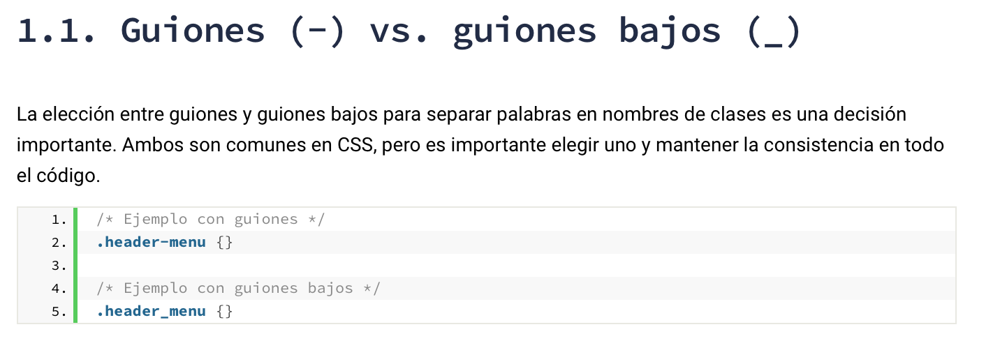 1.1. Guiones (-) vs. guiones bajos (_)
La elección entre guiones y guiones bajos para separar palabras en nombres de clases es una decisión
importante. Ambos son comunes en CSS, pero es importante elegir uno y mantener la consistencia en todo
el código.
1. /* Ejemplo con guiones */
2. .header-menu {}
3.
4. /* Ejemplo con guiones bajos */
5. .header_menu {}